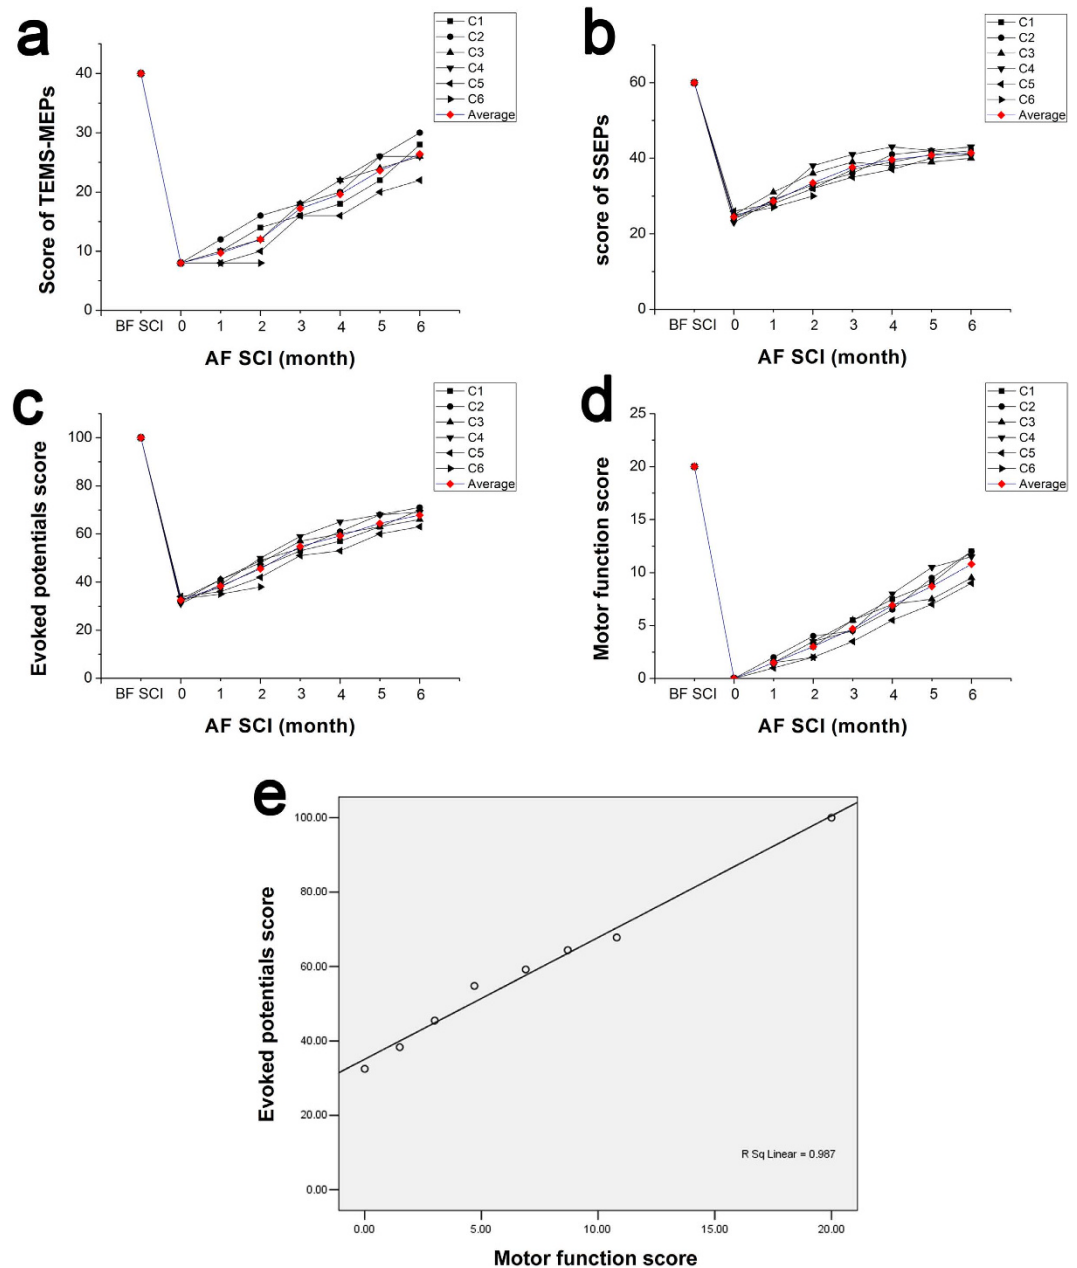 a
C1
C2
C3
C4
C5
C6
Average
Score of TEMS-MEPs
40
30
20
10
0
BF SCI 0 1 2 3 4 5 6
AF SCI (month)
b
C1
C2
C3
C4
C5
C6
Average
score of SSEPs
60
40
20
0
BF SCI 0 1 2 3 4 5 6
AF SCI (month)
c
C1
C2
C3
C4
C5
C6
Average
Evoked potentials score
100
80
60
40
20
0
BF SCI 0 1 2 3 4 5 6
AF SCI (month)
d
C1
C2
C3
C4
C5
C6
Average
Motor function score
25
20
15
10
5
0
BF SCI 0 1 2 3 4 5 6
AF SCI (month)
e
Evoked potentials score
100.00
80.00
60.00
40.00
20.00
0.00
R Sq Linear = 0.987
0.00 5.00 10.00 15.00 20.00
Motor function score